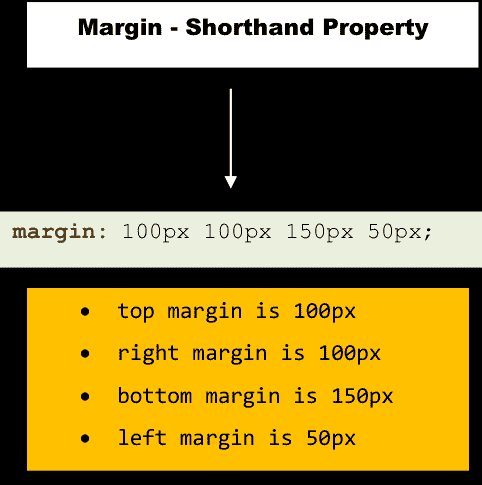 Margin - Shorthand Property
margin: 100px 100px 150px 50px;
• top margin is 100px
• right margin is 100px
• bottom margin is 150px
• left margin is 50px